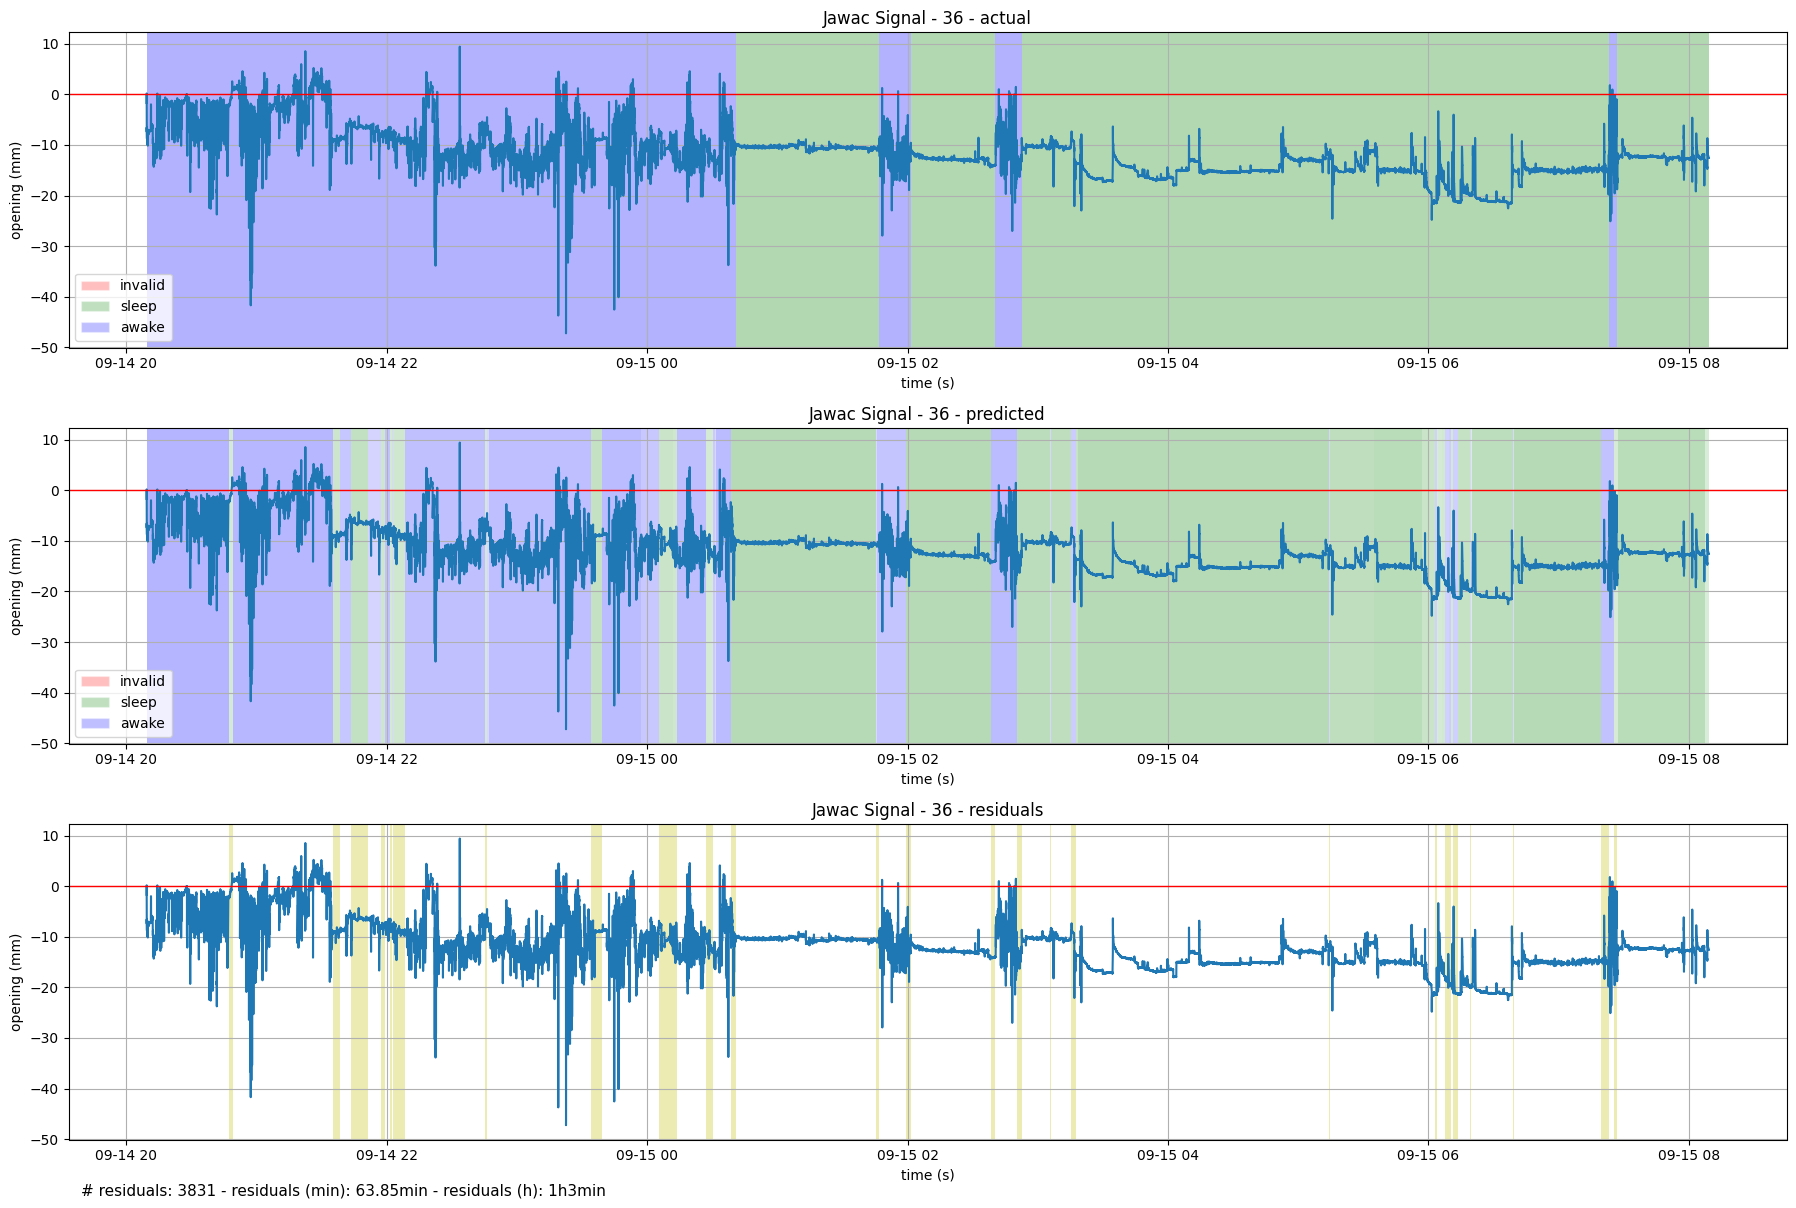 Jawac Signal - 36 - actual
opening (mm)
10
0
−10
−20
−30
−40
−50
invalid
sleep
awake
09-14 20 09-14 22 09-15 00 09-15 02 09-15 04 09-15 06 09-15 08
time (s)
Jawac Signal - 36 - predicted
opening (mm)
10
0
−10
−20
−30
−40
−50
invalid
sleep
awake
09-14 20 09-14 22 09-15 00 09-15 02 09-15 04 09-15 06 09-15 08
time (s)
Jawac Signal - 36 - residuals
opening (mm)
10
0
−10
−20
−30
−40
−50
09-14 20 09-14 22 09-15 00 09-15 02 09-15 04 09-15 06 09-15 08
time (s)
# residuals: 3831 - residuals (min): 63.85min - residuals (h): 1h3min